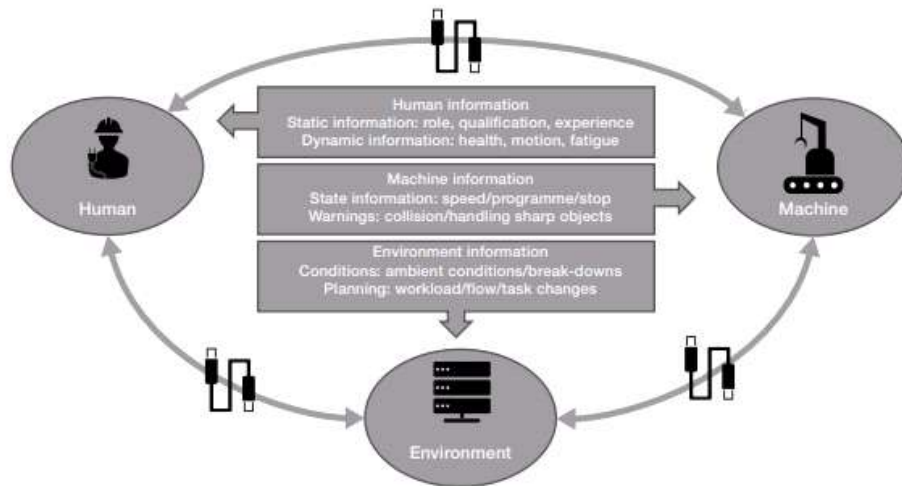 Human information
Static information: role, qualification, experience
Dynamic information: health, motion, fatigue
Human
Machine information
State information: speed/programme/stop
Warnings: collision/handling sharp objects
Machine
Environment information
Conditions: ambient conditions/break-downs
Planning: workload/flow/task changes
Environment